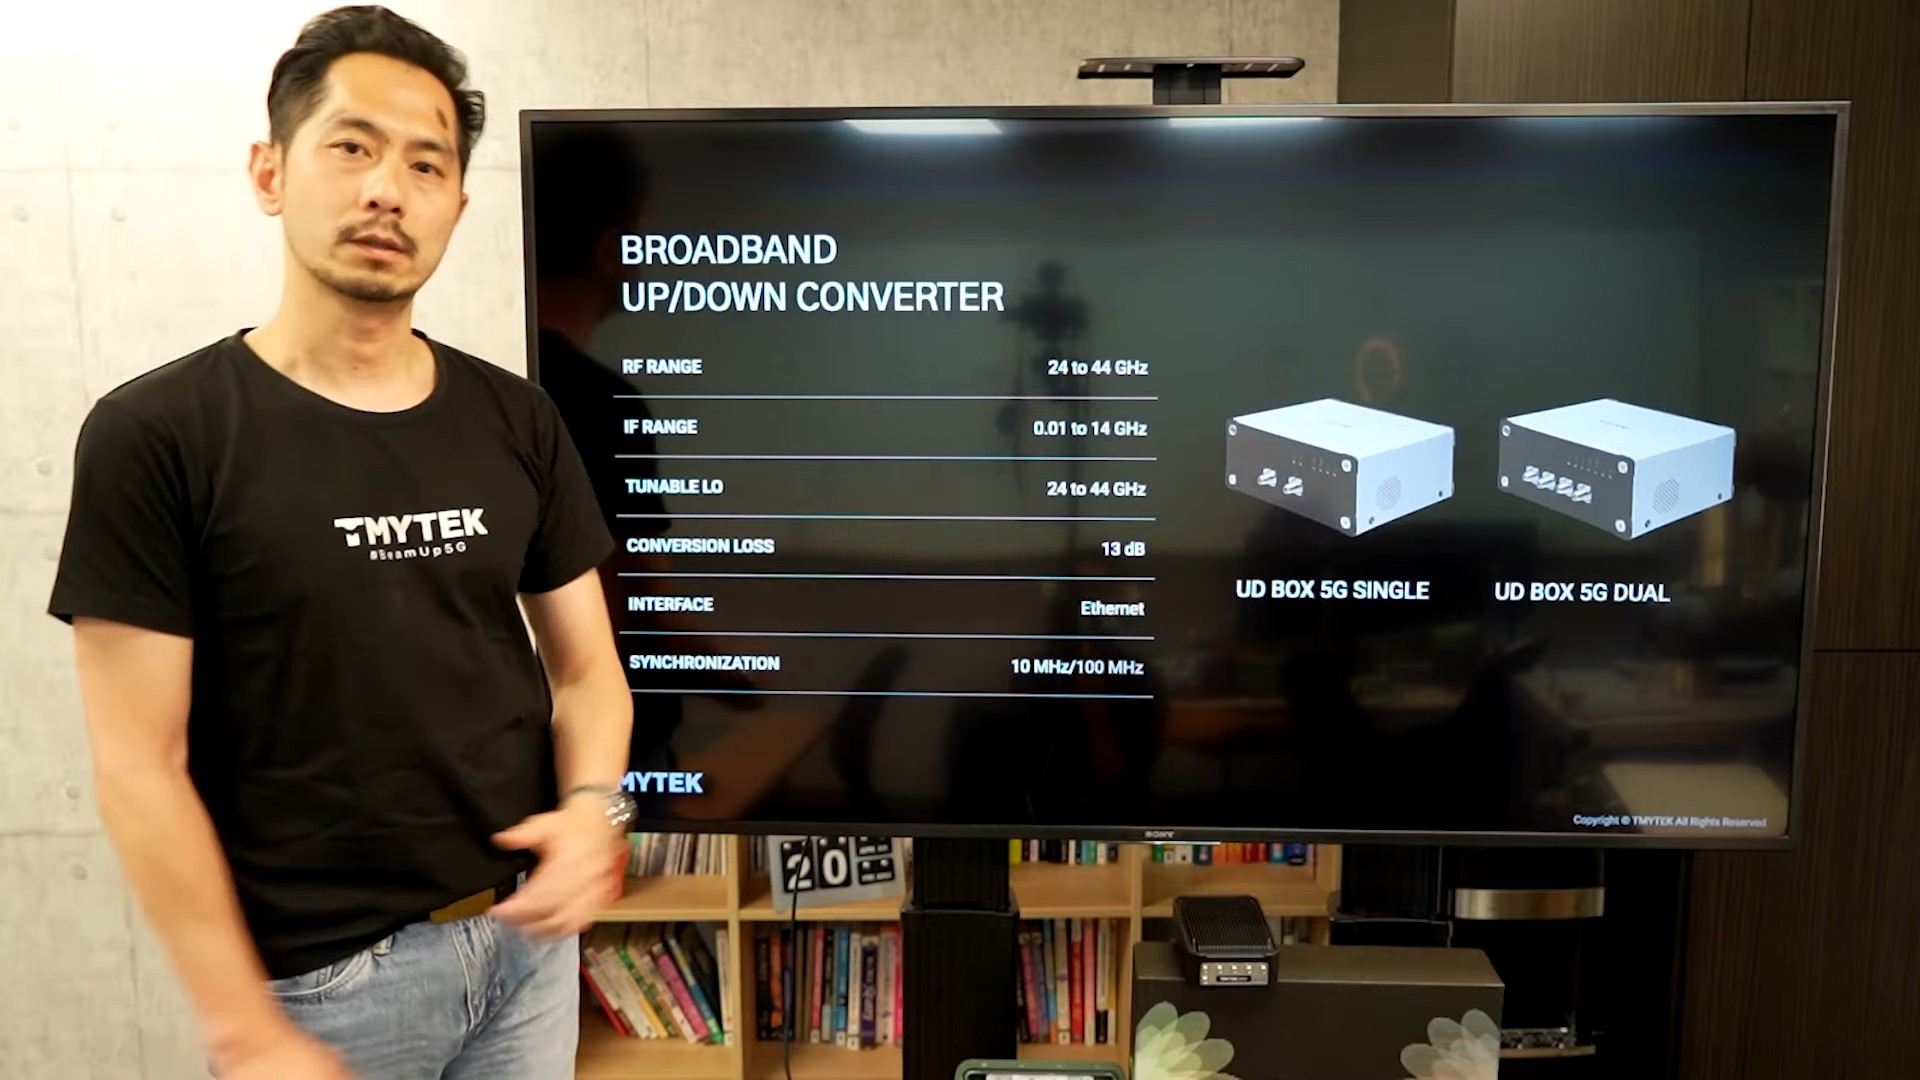 BROADBAND
UP/DOWN CONVERTER
RF RANGE 24 to 44 GHz
IF RANGE 0.01 to 14 GHz
TUNABLE LO 24 to 44 GHz
CONVERSION LOSS 13 dB
INTERFACE Ethernet
SYNCHRONIZATION 10 MHz/100 MHz
UD BOX 5G SINGLE
UD BOX 5G DUAL
MYTEK
Copyright © TMYTEK All Rights Reserved
SONY
TMYTEK
#BeamUp5G
20